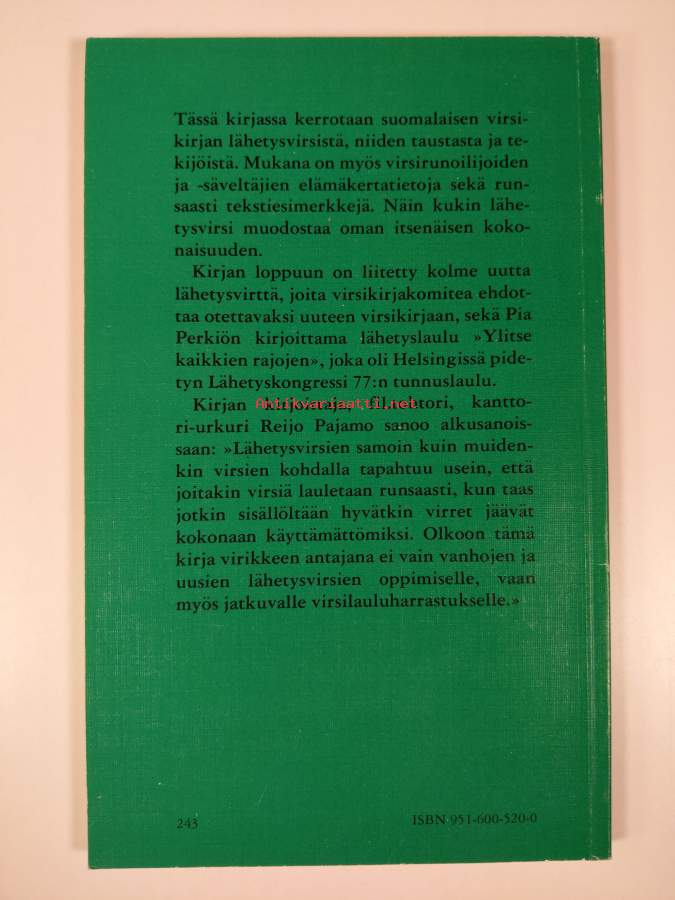 Tässä kirjassa kerrotaan suomalaisen virsi-
kirjan lähetysvirsistä, niiden taustasta ja te-
kijöistä. Mukana on myös virsirunoilijoiden
ja -säveltäjien elämäkertatietoja sekä run-
saasti tekstiesimerkkejä. Näin kukin lähe-
tysvirsi muodostaa oman itsenäisen koko-
naisuuden.
Kirjan loppuun on liitetty kolme uutta
lähetysvirttä, joita virsikirjakomitea ehdot-
taa otettavaksi uuteen virsikirjaan, sekä Pia
Perkiön kirjoittama lähetyslaulu »Ylitse
kaikkien rajojen», joka oli Helsingissä pide-
tyn Lähetyskongressi 77:n tunnuslaulu.
Antikvariaatti.net
Kirjan kirjoittaja, fil.tohtori, kantto-
ri-urkuri Reijo Pajamo sanoo alkusanois-
saan: »Lähetysvirsien samoin kuin muiden-
kin virsien kohdalla tapahtuu usein, että
joitakin virsiä lauletaan runsaasti, kun taas
jotkin sisällöltään hyvätkin virret jäävät
kokonaan käyttämättömiksi. Olkoon tämä
kirja virikkeen antajana ei vain vanhojen ja
uusien lähetysvirsien oppimiselle, vaan
myös jatkuvalle virsilauluharrastukselle.»
243
ISBN 951-600-520-0